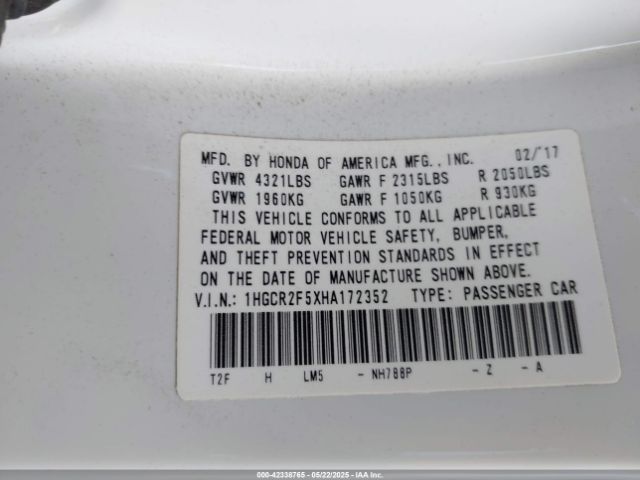 MFD. BY HONDA OF AMERICA MFG., INC. 02/'17
GVWR 4321LBS GAWR F 2315LBS R 2050LBS
GVWR 1960KG GAWR F 1050KG R 930KG
THIS VEHICLE CONFORMS TO ALL APPLICABLE
FEDERAL MOTOR VEHICLE SAFETY, BUMPER,
AND THEFT PREVENTION STANDARDS IN EFFECT
ON THE DATE OF MANUFACTURE SHOWN ABOVE.
V.I.N.: 1HGCR2F5XHA172352 TYPE: PASSENGER CAR
T2F H LM5 - NH788P - Z - A
000-42338765 - 05/22/2025 - IAA Inc.